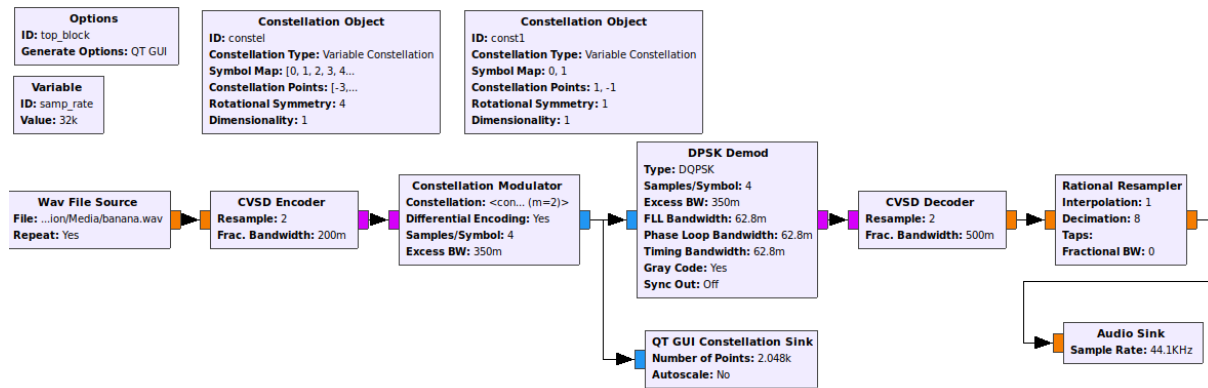 Options
ID: top_block
Generate Options: QT GUI
Variable
ID: samp_rate
Value: 32k
Constellation Object
ID: constel
Constellation Type: Variable Constellation
Symbol Map: [0, 1, 2, 3, 4...
Constellation Points: [-3,...
Rotational Symmetry: 4
Dimensionality: 1
Constellation Object
ID: const1
Constellation Type: Variable Constellation
Symbol Map: 0, 1
Constellation Points: 1, -1
Rotational Symmetry: 1
Dimensionality: 1
Wav File Source
File: ...ion/Media/banana.wav
Repeat: Yes
CVSD Encoder
Resample: 2
Frac. Bandwidth: 200m
Constellation Modulator
Constellation: <con... (m=2)>
Differential Encoding: Yes
Samples/Symbol: 4
Excess BW: 350m
DPSK Demod
Type: DQPSK
Samples/Symbol: 4
Excess BW: 350m
FLL Bandwidth: 62.8m
Phase Loop Bandwidth: 62.8m
Timing Bandwidth: 62.8m
Gray Code: Yes
Sync Out: Off
CVSD Decoder
Resample: 2
Frac. Bandwidth: 500m
Rational Resampler
Interpolation: 1
Decimation: 8
Taps:
Fractional BW: 0
QT GUI Constellation Sink
Number of Points: 2.048k
Autoscale: No
Audio Sink
Sample Rate: 44.1KHz